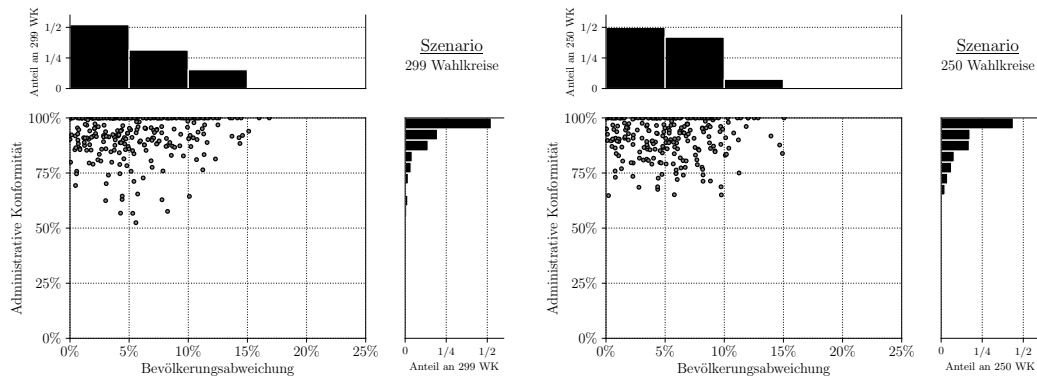 Anteil an 299 WK
1/2
1/4
0
Szenario
299 Wahlkreise
Administrative Konformität
100%
75%
50%
25%
0%
0% 5% 10% 15% 20% 25%
Bevölkerungsabweichung
0 1/4 1/2
Anteil an 299 WK
Anteil an 250 WK
1/2
1/4
0
Szenario
250 Wahlkreise
Administrative Konformität
100%
75%
50%
25%
0%
0% 5% 10% 15% 20% 25%
Bevölkerungsabweichung
0 1/4 1/2
Anteil an 250 WK